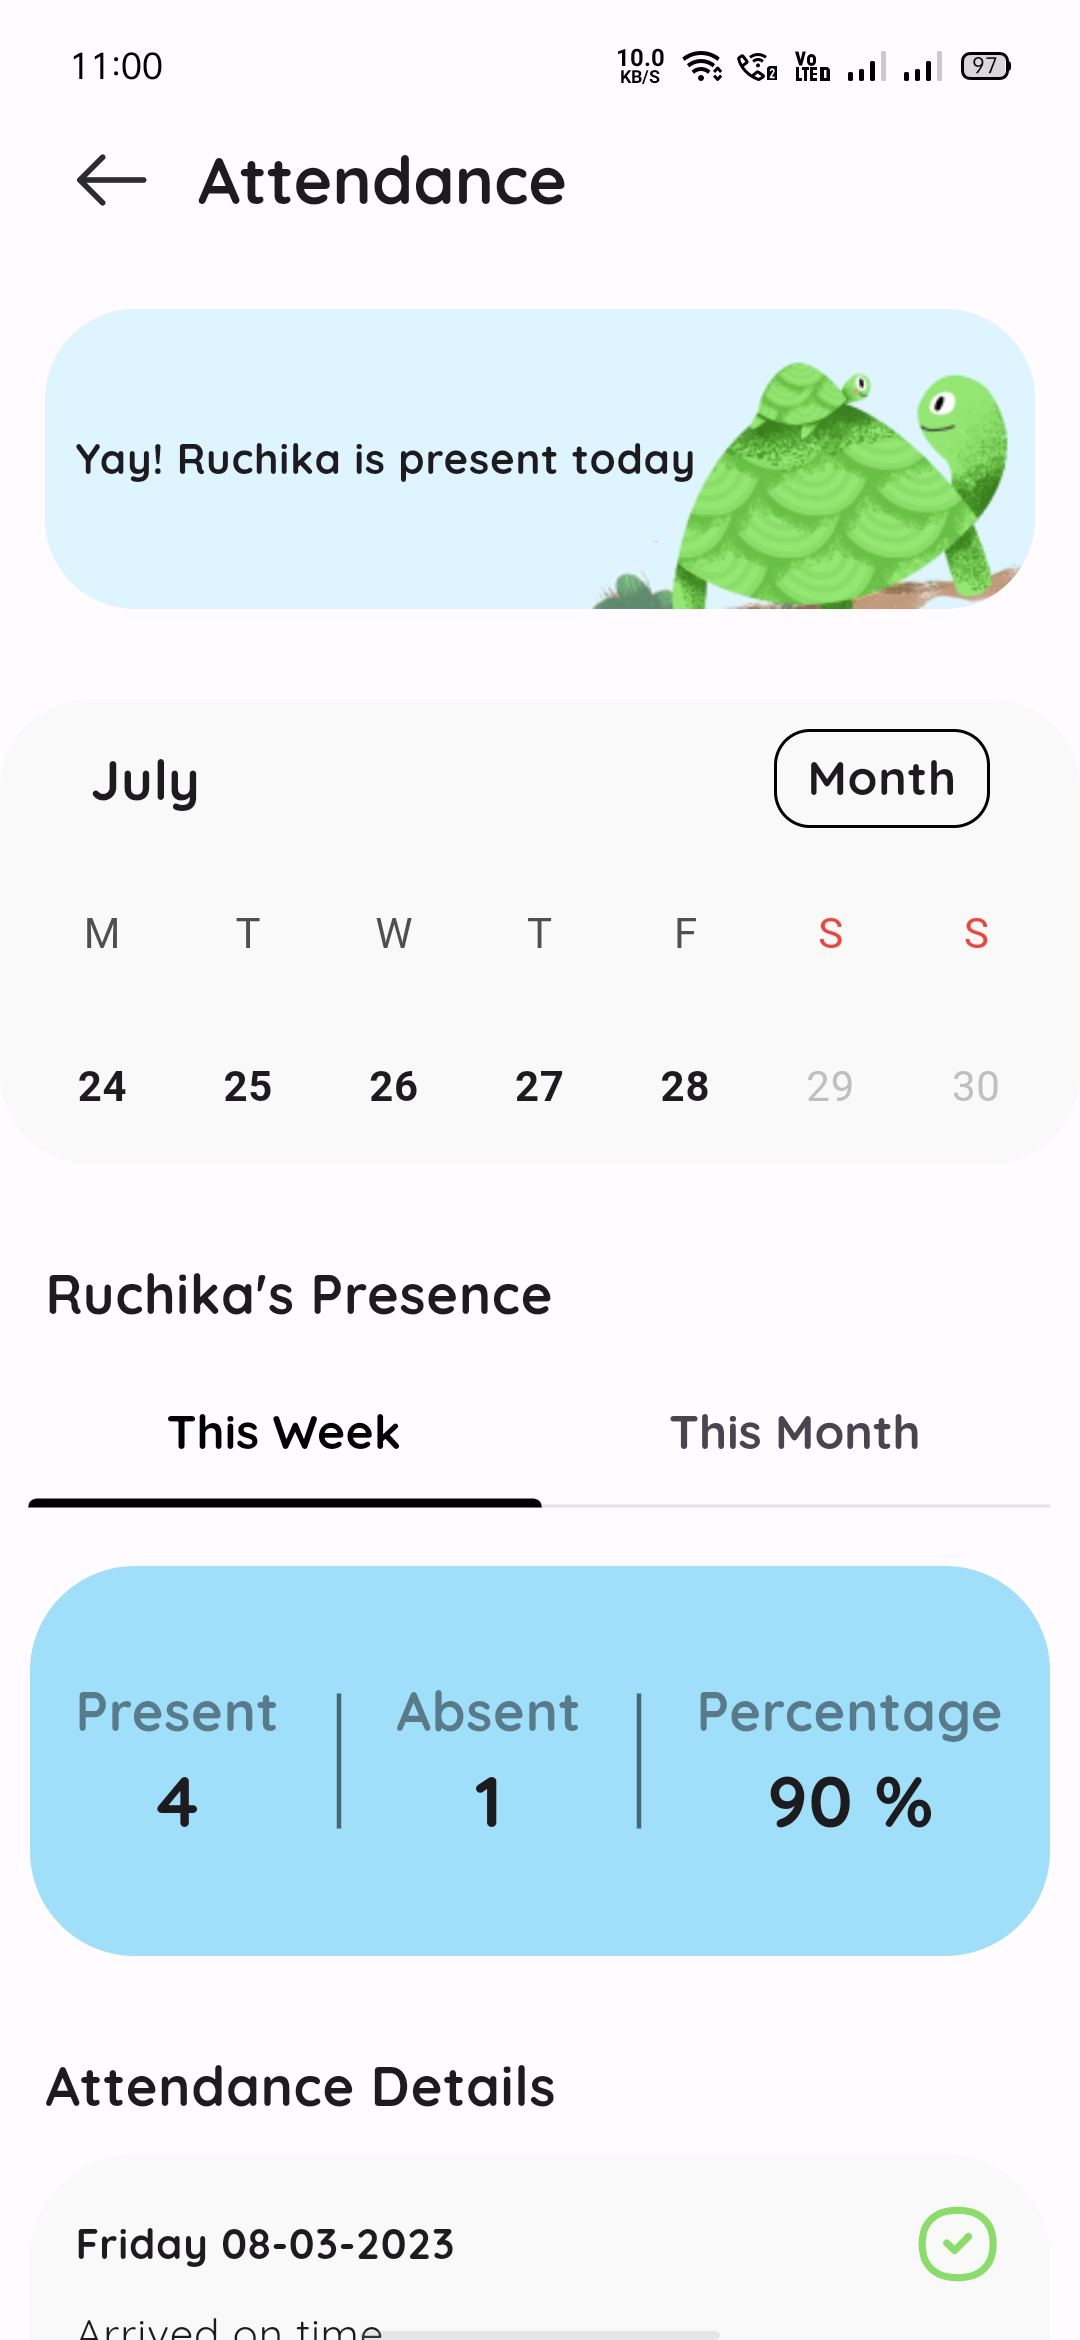 11:00 10.0 KB/S Vo LTE 2 97
Attendance
Yay! Ruchika is present today
July Month
M T W T F S S
24 25 26 27 28 29 30
Ruchika's Presence
This Week This Month
Present Absent Percentage
4 1 90 %
Attendance Details
Friday 08-03-2023
Arrived on time